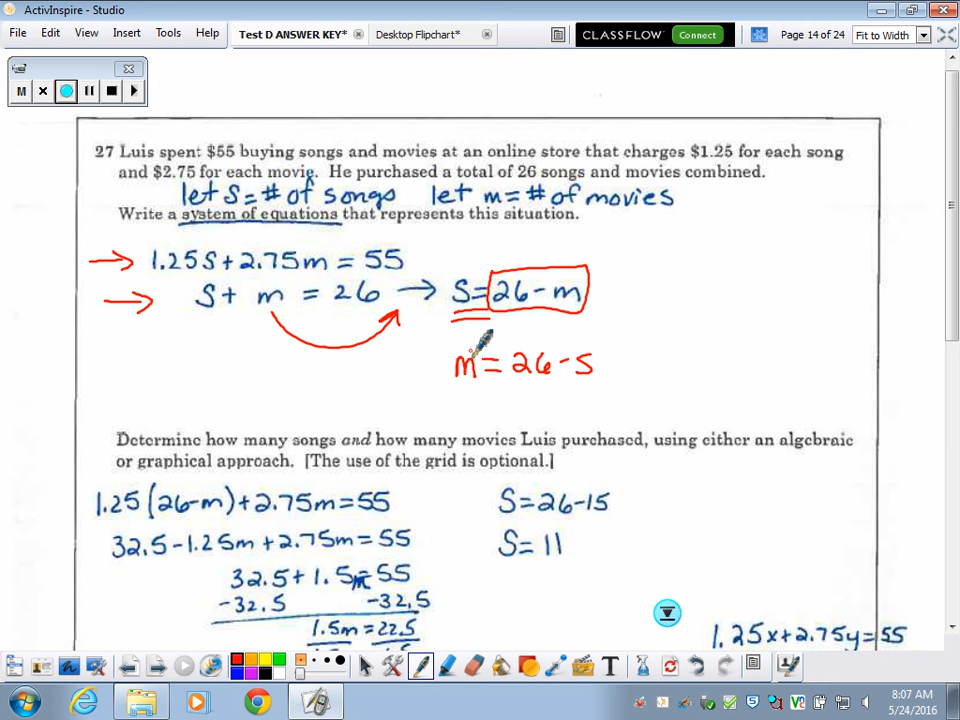 ActivInspire - Studio
File Edit View Insert Tools Help
Test D ANSWER KEY* Desktop Flipchart* CLASSFLOW Connect Page 14 of 24 Fit to Width
M
27 Luis spent $55 buying songs and movies at an online store that charges $1.25 for each song
and $2.75 for each movie. He purchased a total of 26 songs and movies combined.
let S = # of songs let m = # of movies
Write a system of equations that represents this situation.
→ 1.25S + 2.75m = 55
→ S + m = 26 → S = 26 - m
m = 26 - S
Determine how many songs and how many movies Luis purchased, using either an algebraic
or graphical approach. [The use of the grid is optional.]
1.25(26-m) + 2.75m = 55 S = 26 - 15
32.5 - 1.25m + 2.75m = 55 S = 11
32.5 + 1.5m = 55
-32.5 -32.5
1.5m = 22.5
1.25x + 2.75y = 55
T
8:07 AM
5/24/2016